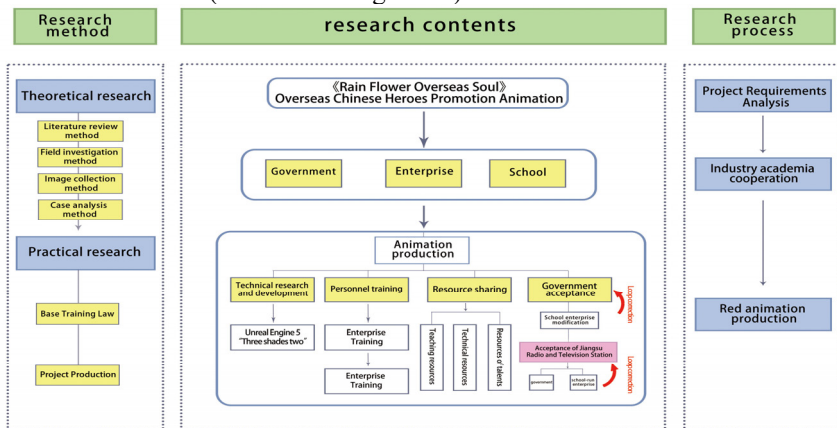 Research
method
research contents
Research
process
Theoretical research
Literature review
method
Field investigation
method
Image collection
method
Case analysis
method
Practical research
Base Training Law
Project Production
《Rain Flower Overseas Soul》
Overseas Chinese Heroes Promotion Animation
Government
Enterprise
School
Animation
production
Technical research
and development
Personnel training
Resource sharing
Government
acceptance
Unreal Engine 5
"Three shades two"
Enterprise
Training
Enterprise
Training
Teaching resources
Technical resources
Resources o' talents
School enterprise
modification
Acceptance of Jiangsu
Radio and Television Station
government
school-run
enterprise
Project Requirements
Analysis
Industry academia
cooperation
Red animation
production